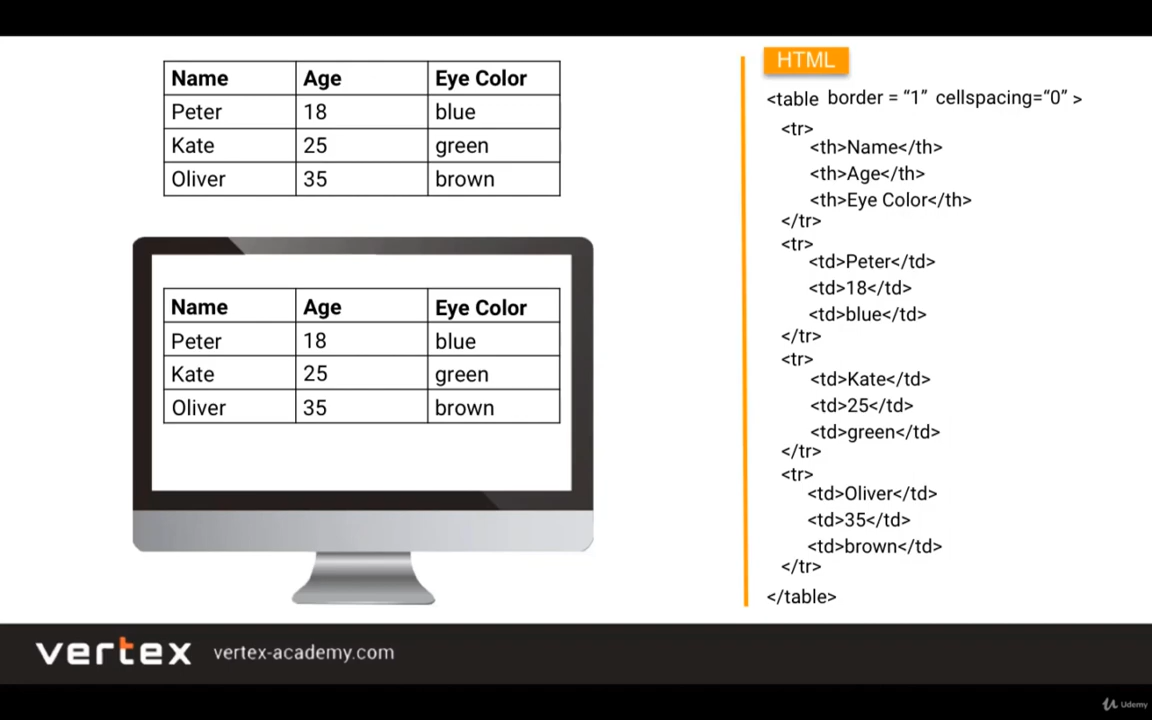 Name Age Eye Color
Peter 18 blue
Kate 25 green
Oliver 35 brown
Name Age Eye Color
Peter 18 blue
Kate 25 green
Oliver 35 brown
HTML
<table border = “1” cellspacing=“0” >
<tr>
<th>Name</th>
<th>Age</th>
<th>Eye Color</th>
</tr>
<tr>
<td>Peter</td>
<td>18</td>
<td>blue</td>
</tr>
<tr>
<td>Kate</td>
<td>25</td>
<td>green</td>
</tr>
<tr>
<td>Oliver</td>
<td>35</td>
<td>brown</td>
</tr>
</table>
vertex vertex-academy.com
Udemy